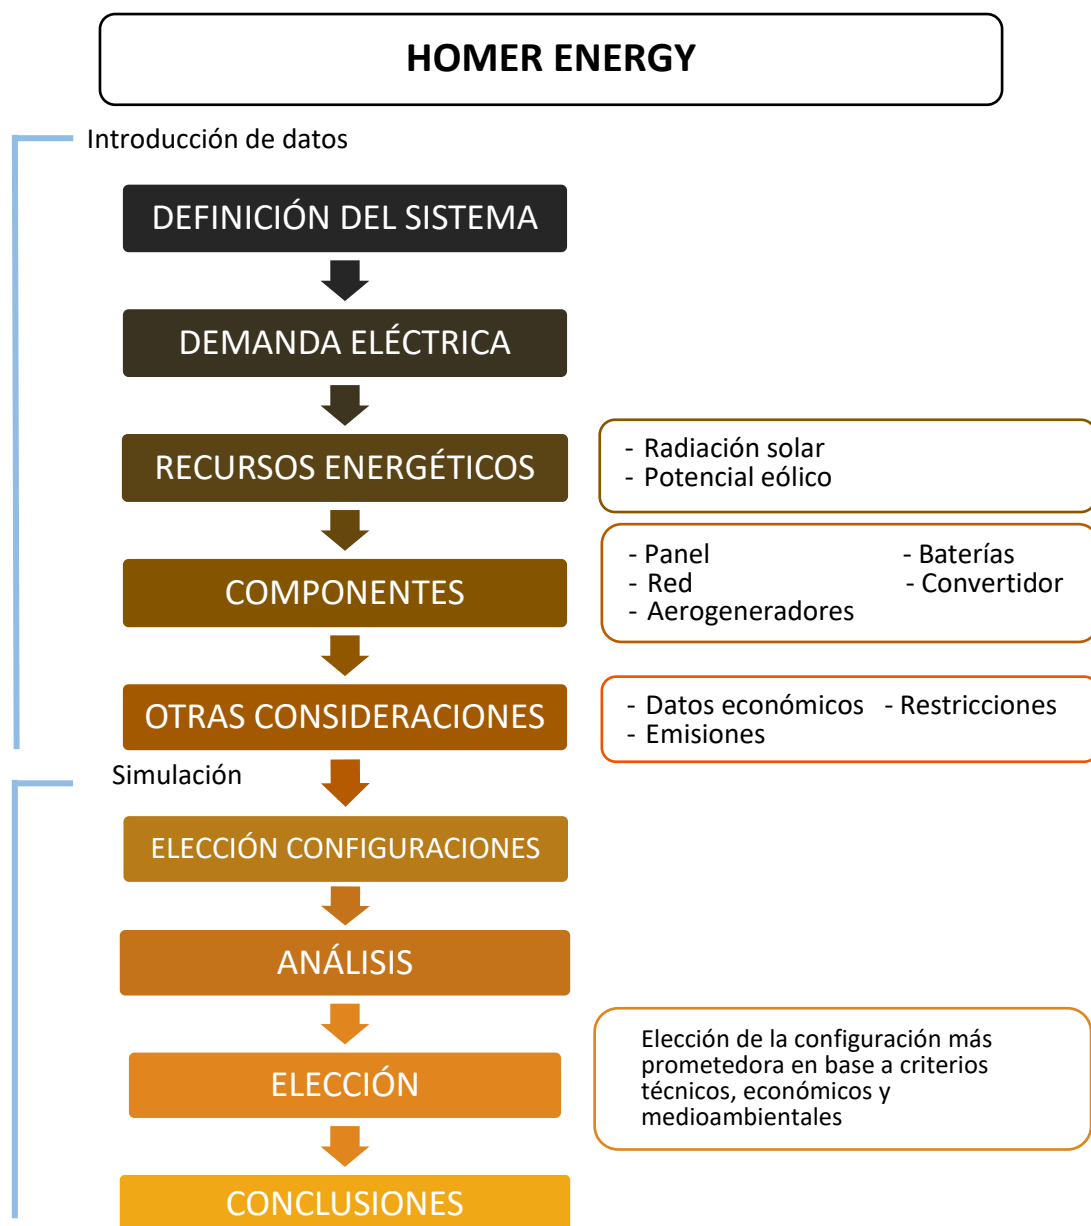 HOMER ENERGY
Introducción de datos
DEFINICIÓN DEL SISTEMA
DEMANDA ELÉCTRICA
RECURSOS ENERGÉTICOS
- Radiación solar
- Potencial eólico
COMPONENTES
- Panel - Baterías
- Red - Convertidor
- Aerogeneradores
OTRAS CONSIDERACIONES
- Datos económicos - Restricciones
- Emisiones
Simulación
ELECCIÓN CONFIGURACIONES
ANÁLISIS
ELECCIÓN
Elección de la configuración más
prometedora en base a criterios
técnicos, económicos y
medioambientales
CONCLUSIONES